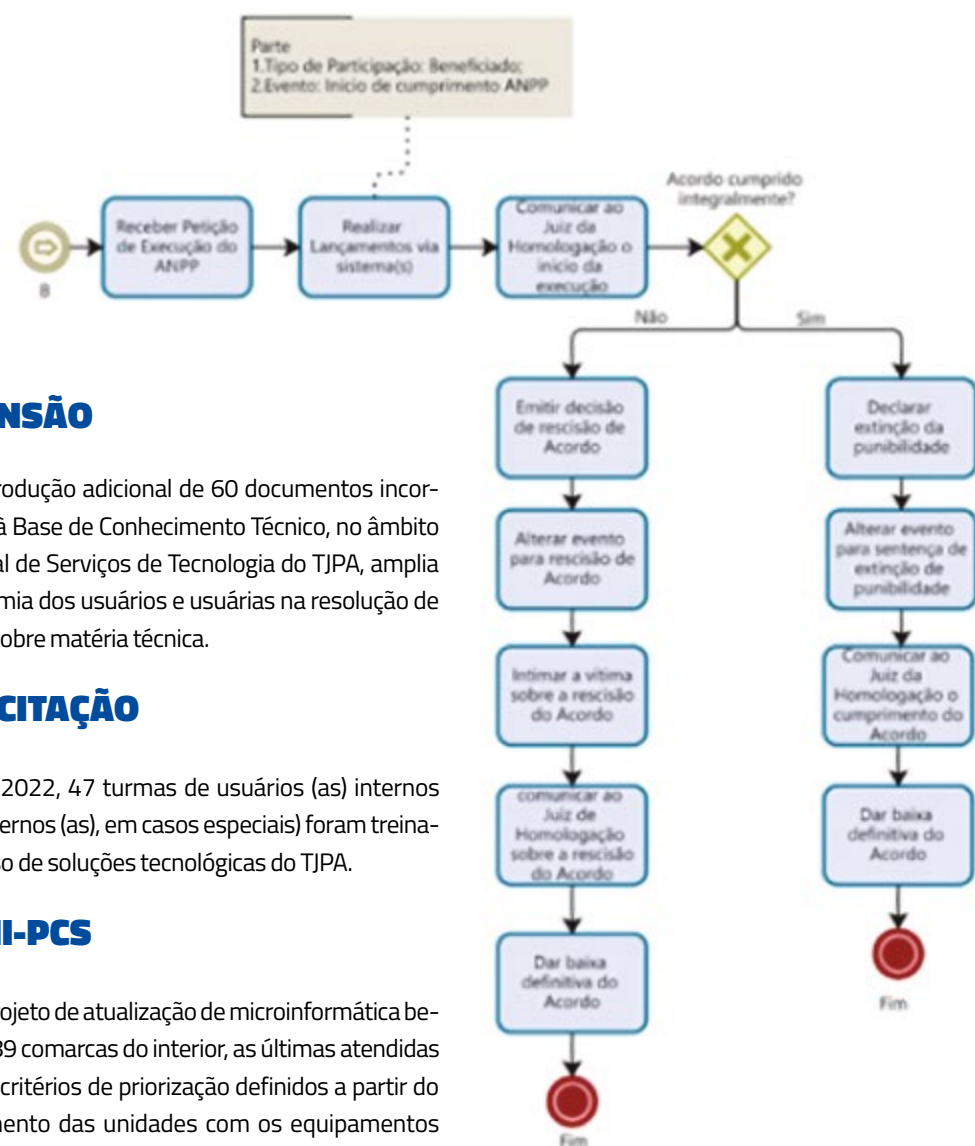 Parte
1.Tipo de Participação: Beneficiado;
2.Evento: Inicio de cumprimento ANPP
Acordo cumprido
integralmente?
B
Receber Petição
de Execução do
ANPP
Realizar
Lançamentos via
sistema(s)
Comunicar ao
Juiz da
Homologação o
inicio da
execução
Não
Sim
Emitir decisão
de rescisão de
Acordo
Alterar evento
para rescisão de
Acordo
Intimar a vítima
sobre a rescisão
do Acordo
comunicar ao
Juiz de
Homologação
sobre a rescisão
do Acordo
Dar baixa
definitiva do
Acordo
Fim
Declarar
extinção da
punibilidade
Alterar evento
para sentença de
extinção de
punibilidade
Comunicar ao
Juiz da
Homologação o
cumprimento do
Acordo
Dar baixa
definitiva do
Acordo
Fim
NSÃO
rodução adicional de 60 documentos incor-
à Base de Conhecimento Técnico, no âmbito
al de Serviços de Tecnologia do TJPA, amplia
mia dos usuários e usuárias na resolução de
sobre matéria técnica.
CITAÇÃO
2022, 47 turmas de usuários (as) internos
ernos (as), em casos especiais) foram treina-
so de soluções tecnológicas do TJPA.
II-PCS
ojeto de atualização de microinformática be-
39 comarcas do interior, as últimas atendidas
critérios de priorização definidos a partir do
mento das unidades com os equipamentos